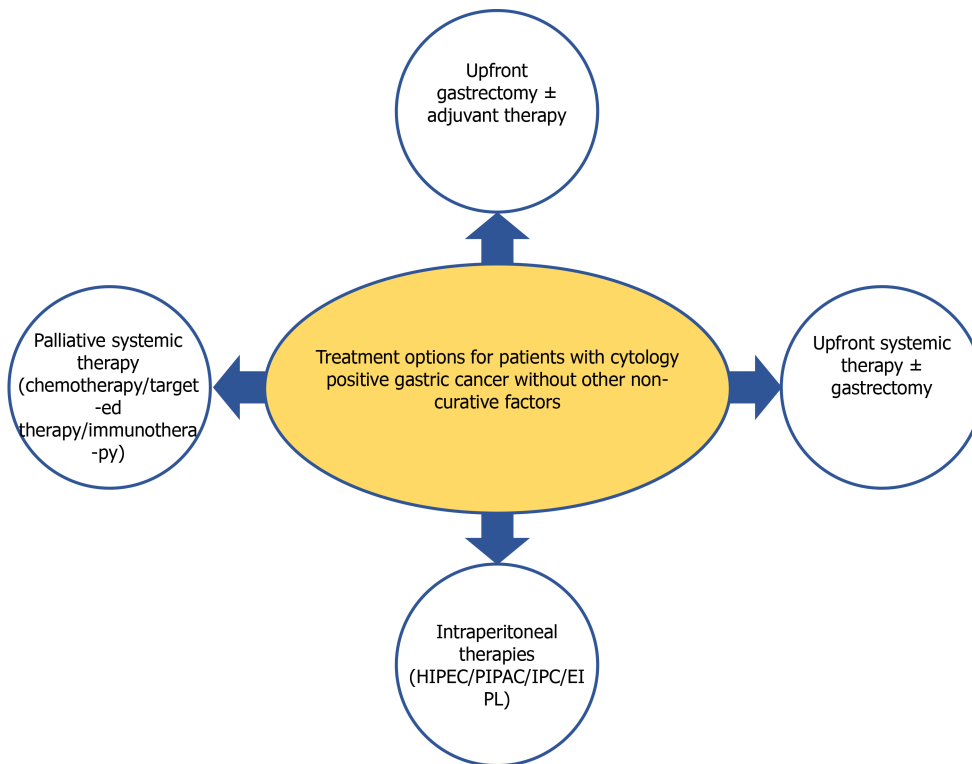 Upfront
gastrectomy ±
adjuvant therapy
Palliative systemic
therapy
(chemotherapy/target
-ed
therapy/immunothera
-py)
Treatment options for patients with cytology
positive gastric cancer without other non-
curative factors
Upfront systemic
therapy ±
gastrectomy
Intraperitoneal
therapies
(HIPEC/PIPAC/IPC/EI
PL)